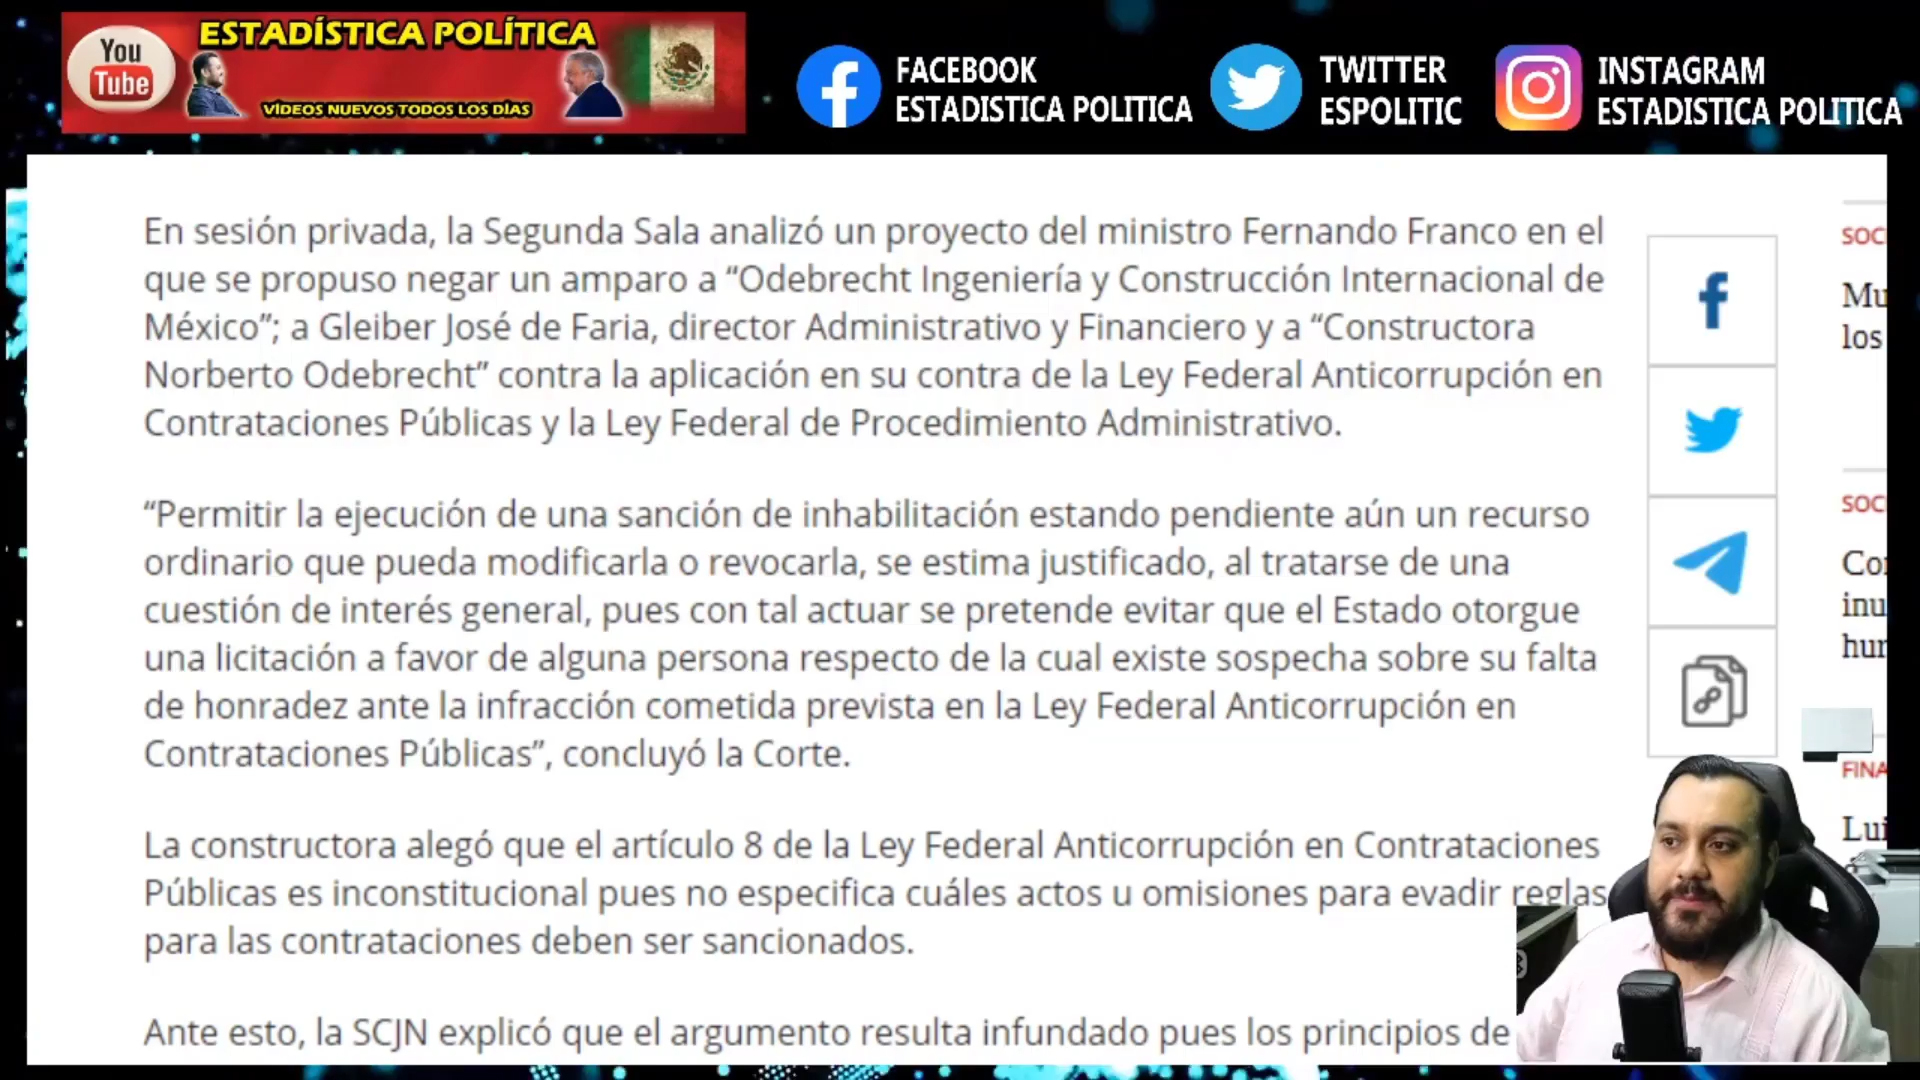 You
Tube
ESTADÍSTICA POLÍTICA
VÍDEOS NUEVOS TODOS LOS DÍAS
FACEBOOK
ESTADISTICA POLITICA
TWITTER
ESPOLITIC
INSTAGRAM
ESTADISTICA POLITICA
En sesión privada, la Segunda Sala analizó un proyecto del ministro Fernando Franco en el
que se propuso negar un amparo a “Odebrecht Ingeniería y Construcción Internacional de
México”; a Gleiber José de Faria, director Administrativo y Financiero y a “Constructora
Norberto Odebrecht” contra la aplicación en su contra de la Ley Federal Anticorrupción en
Contrataciones Públicas y la Ley Federal de Procedimiento Administrativo.
“Permitir la ejecución de una sanción de inhabilitación estando pendiente aún un recurso
ordinario que pueda modificarla o revocarla, se estima justificado, al tratarse de una
cuestión de interés general, pues con tal actuar se pretende evitar que el Estado otorgue
una licitación a favor de alguna persona respecto de la cual existe sospecha sobre su falta
de honradez ante la infracción cometida prevista en la Ley Federal Anticorrupción en
Contrataciones Públicas”, concluyó la Corte.
La constructora alegó que el artículo 8 de la Ley Federal Anticorrupción en Contrataciones
Públicas es inconstitucional pues no especifica cuáles actos u omisiones para evadir reglas
para las contrataciones deben ser sancionados.
Ante esto, la SCJN explicó que el argumento resulta infundado pues los principios de
SOC
Mu
los
SOC
Co
inu
hur
FINA
Lui